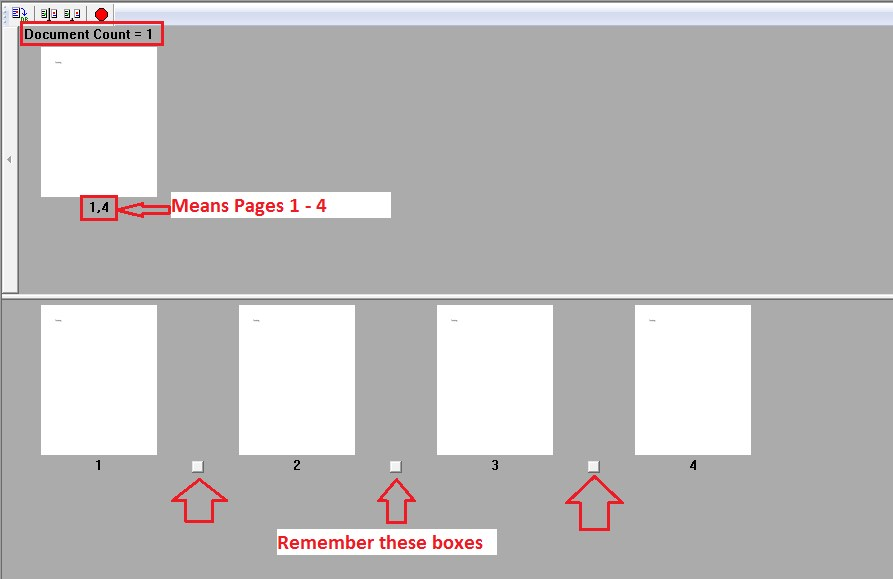 Document Count = 1
1,4
Means Pages 1 - 4
1
2
3
4
Remember these boxes